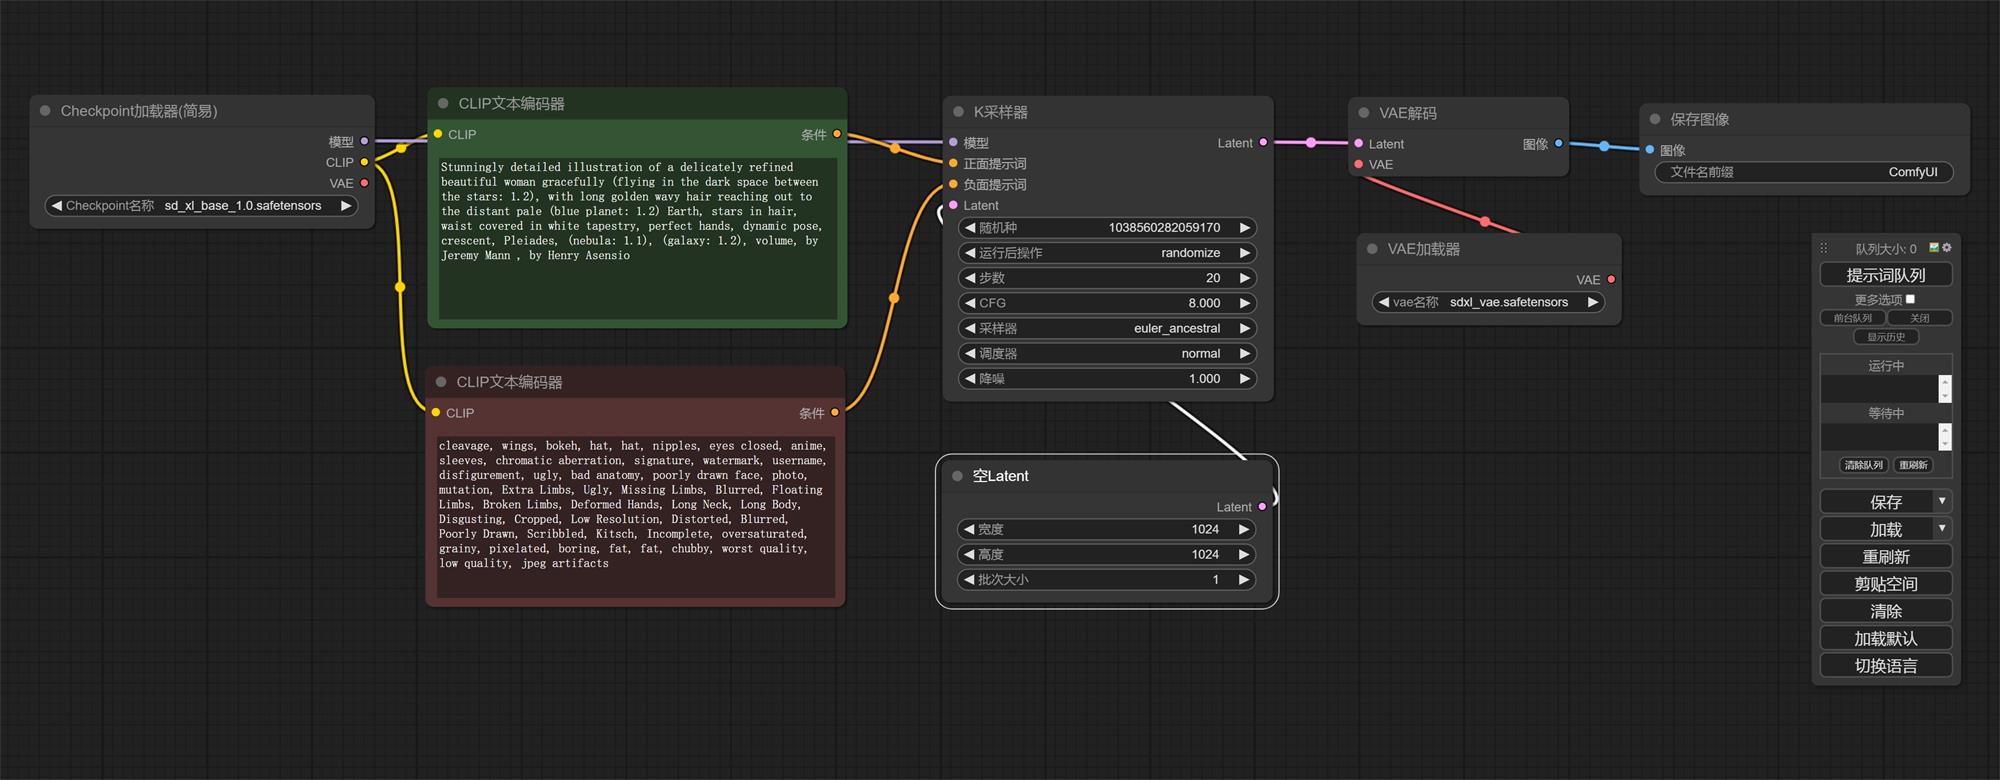 Checkpoint加载器(简易)
模型
CLIP
VAE
Checkpoint名称 sd_xl_base_1.0.safetensors
CLIP文本编码器
CLIP 条件
Stunningly detailed illustration of a delicately refined
beautiful woman gracefully (flying in the dark space between
the stars: 1.2), with long golden wavy hair reaching out to
the distant pale (blue planet: 1.2) Earth, stars in hair,
waist covered in white tapestry, perfect hands, dynamic pose,
crescent, Pleiades, (nebula: 1.1), (galaxy: 1.2), volume, by
Jeremy Mann , by Henry Asensio
CLIP文本编码器
CLIP 条件
cleavage, wings, bokeh, hat, hat, nipples, eyes closed, anime,
sleeves, chromatic aberration, signature, watermark, username,
disfigurement, ugly, bad anatomy, poorly drawn face, photo,
mutation, Extra Limbs, Ugly, Missing Limbs, Blurred, Floating
Limbs, Broken Limbs, Deformed Hands, Long Neck, Long Body,
Disgusting, Cropped, Low Resolution, Distorted, Blurred,
Poorly Drawn, Scribbled, Kitsch, Incomplete, oversaturated,
grainy, pixelated, boring, fat, fat, chubby, worst quality,
low quality, jpeg artifacts
K采样器
模型 Latent
正面提示词
负面提示词
Latent
随机种 1038560282059170
运行后操作 randomize
步数 20
CFG 8.000
采样器 euler_ancestral
调度器 normal
降噪 1.000
空Latent
Latent
宽度 1024
高度 1024
批次大小 1
VAE解码
Latent 图像
VAE
VAE加载器
VAE
vae名称 sdxl_vae.safetensors
保存图像
图像
文件名前缀 ComfyUI
队列大小: 0
提示词队列
更多选项
前台队列 关闭
显示历史
运行中
等待中
清除队列 重刷新
保存
加载
重刷新
剪贴空间
清除
加载默认
切换语言